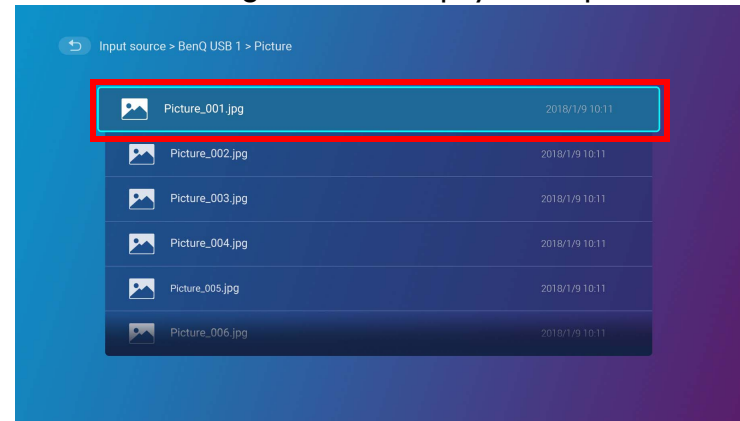 Input source > BenQ USB 1 > Picture
Picture_001.jpg 2018/1/9 10:11
Picture_002.jpg 2018/1/9 10:11
Picture_003.jpg 2018/1/9 10:11
Picture_004.jpg 2018/1/9 10:11
Picture_005.jpg 2018/1/9 10:11
Picture_006.jpg 2018/1/9 10:11